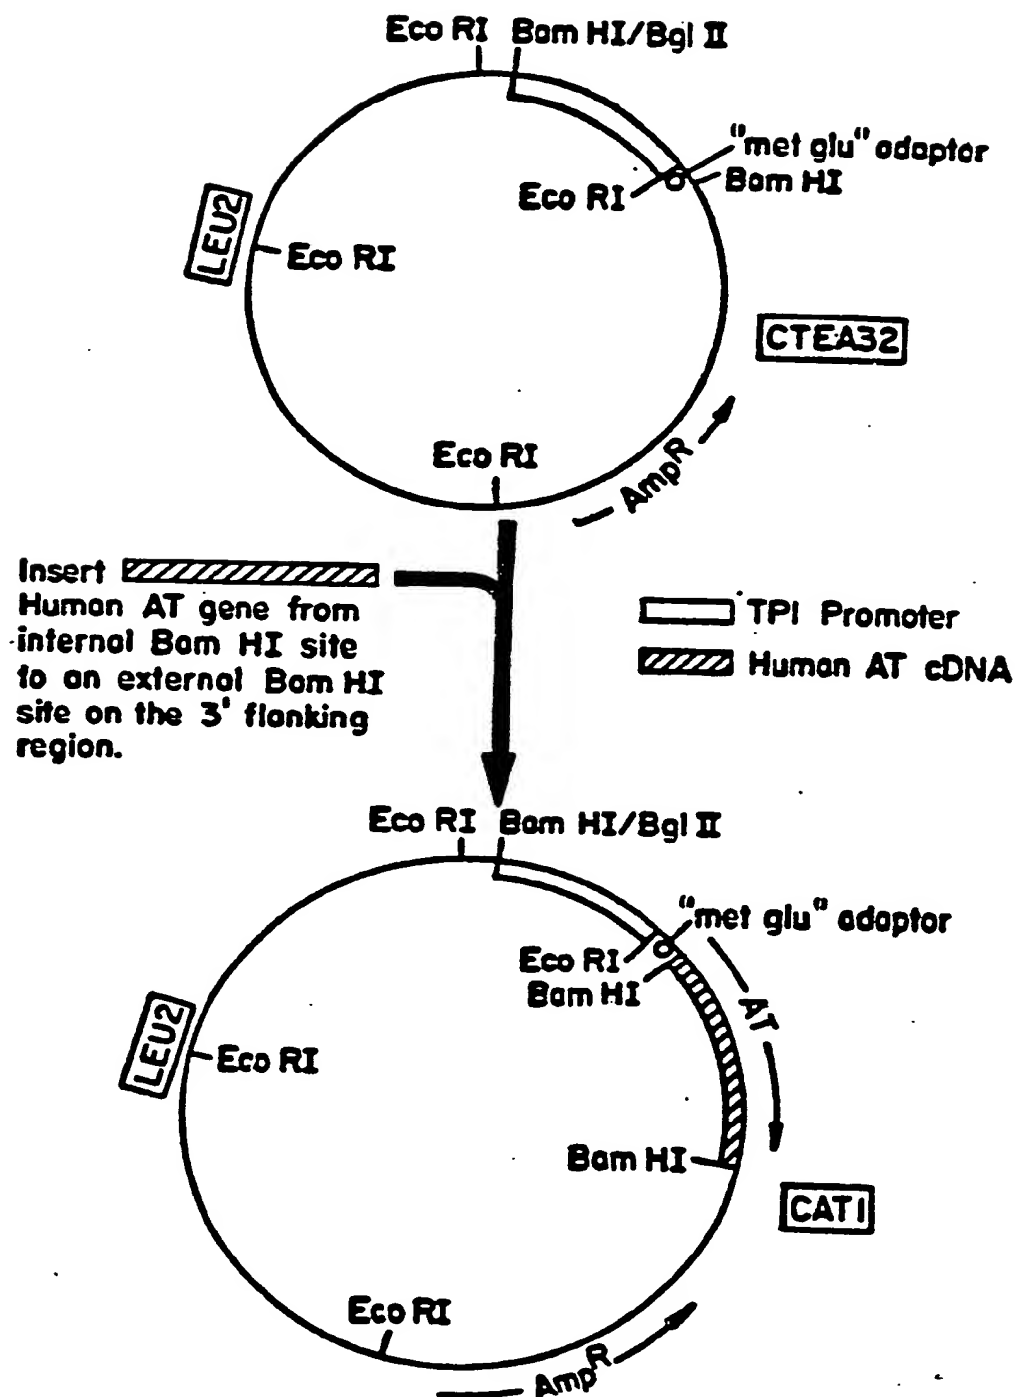 Eco RI Bam HI/Bgl II
"met glu" adaptor
Eco RI Bam HI
LEU2
Eco RI
CTEA32
Eco RI
Amp^R
Insert
Human AT gene from
internal Bam HI site
to an external Bam HI
site on the 3' flanking
region.
TPI Promoter
Human AT cDNA
Eco RI Bam HI/Bgl II
"met glu" adaptor
Eco RI
Bam HI
AT
LEU2
Eco RI
Bam HI
CAT1
Eco RI
Amp^R